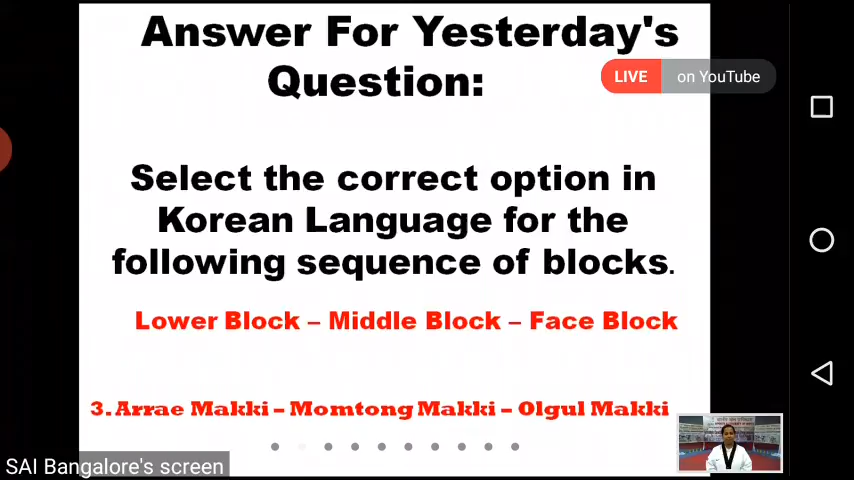 Answer For Yesterday's
Question:
LIVE on YouTube
Select the correct option in
Korean Language for the
following sequence of blocks.
Lower Block – Middle Block – Face Block
3. Arrae Makki – Momtong Makki – Olgul Makki
SAI Bangalore's screen